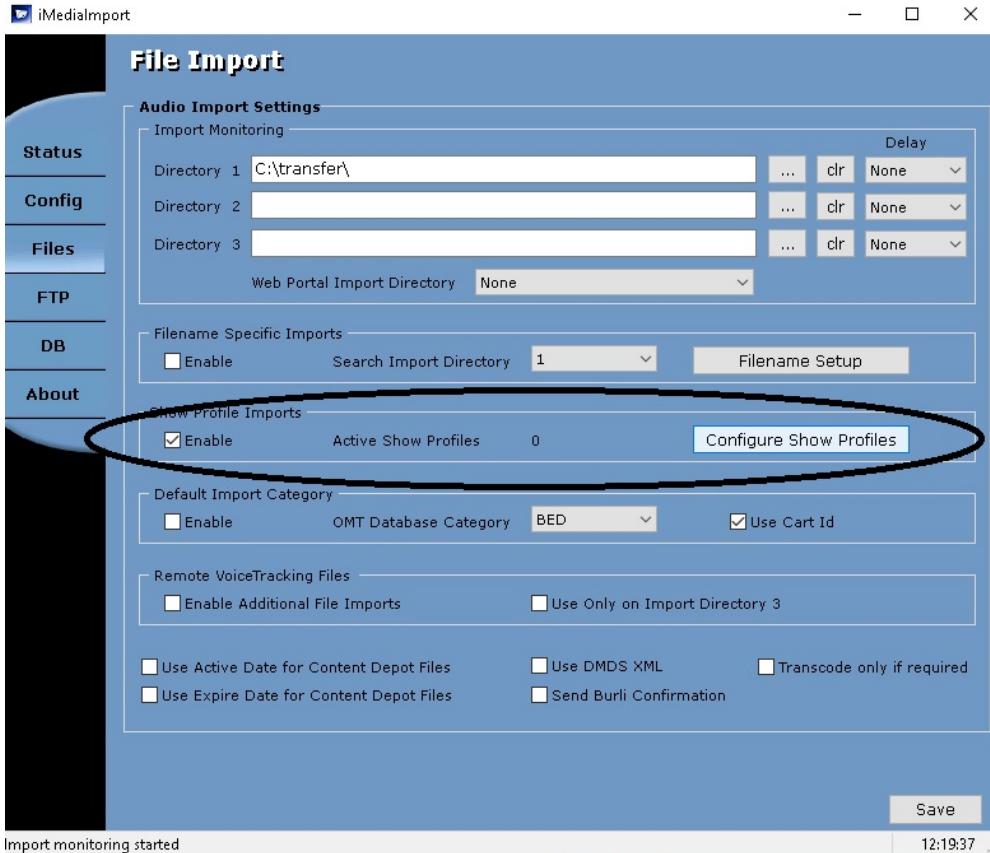 iMediaImport
File Import
Status
Config
Files
FTP
DB
About
Audio Import Settings
Import Monitoring
Delay
Directory 1 C:\transfer\ ... clr None
Directory 2 ... clr None
Directory 3 ... clr None
Web Portal Import Directory None
Filename Specific Imports
Enable Search Import Directory 1 Filename Setup
Show Profile Imports
Enable Active Show Profiles 0 Configure Show Profiles
Default Import Category
Enable OMT Database Category BED Use Cart Id
Remote VoiceTracking Files
Enable Additional File Imports Use Only on Import Directory 3
Use Active Date for Content Depot Files Use DMDS XML Transcode only if required
Use Expire Date for Content Depot Files Send Burli Confirmation
Save
Import monitoring started 12:19:37